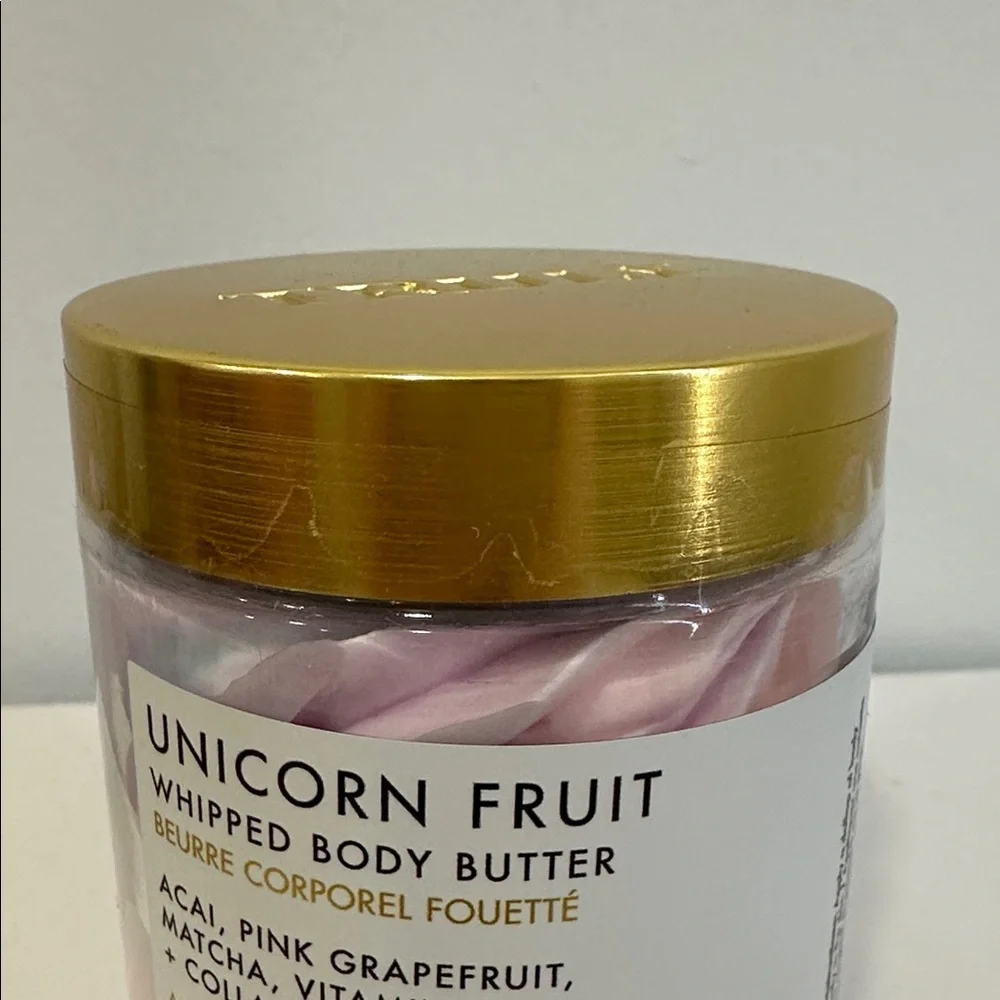 UNICORN FRUIT
WHIPPED BODY BUTTER
BEURRE CORPOREL FOUETTÉ
ACAI, PINK GRAPEFRUIT,
MATCHA,
+